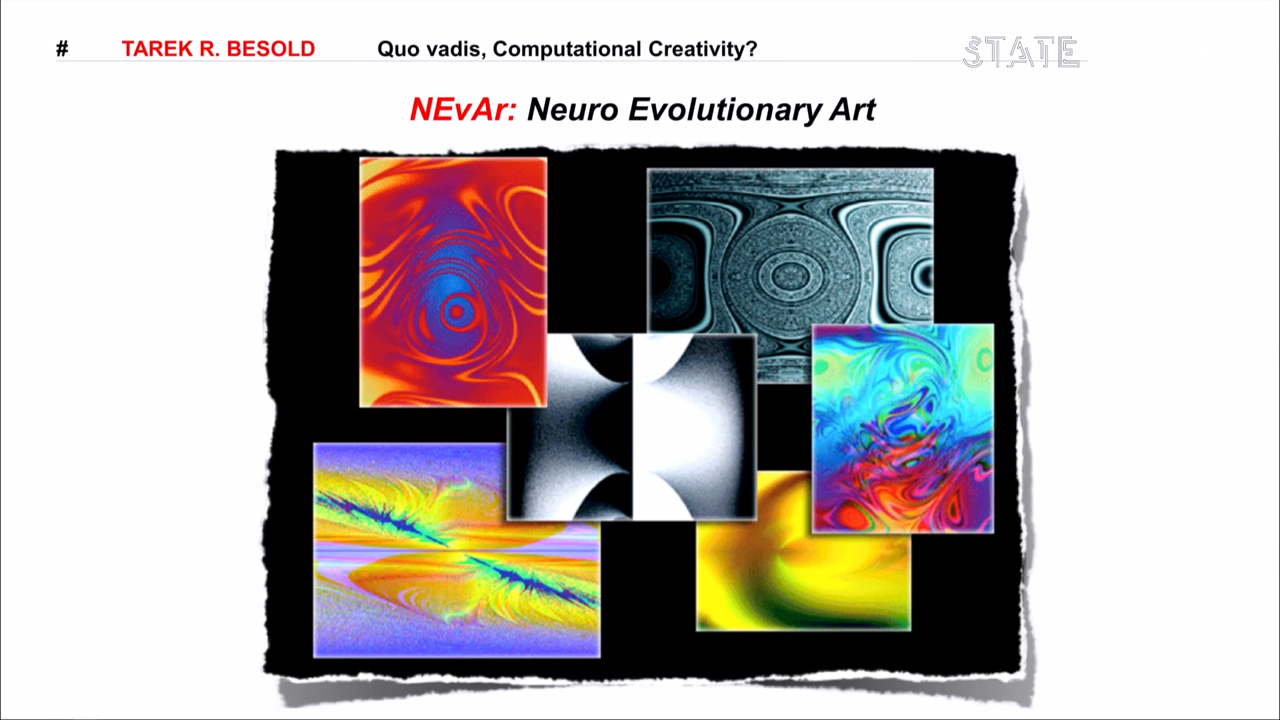 # TAREK R. BESOLD Quo vadis, Computational Creativity? STATE
NEvAr: Neuro Evolutionary Art